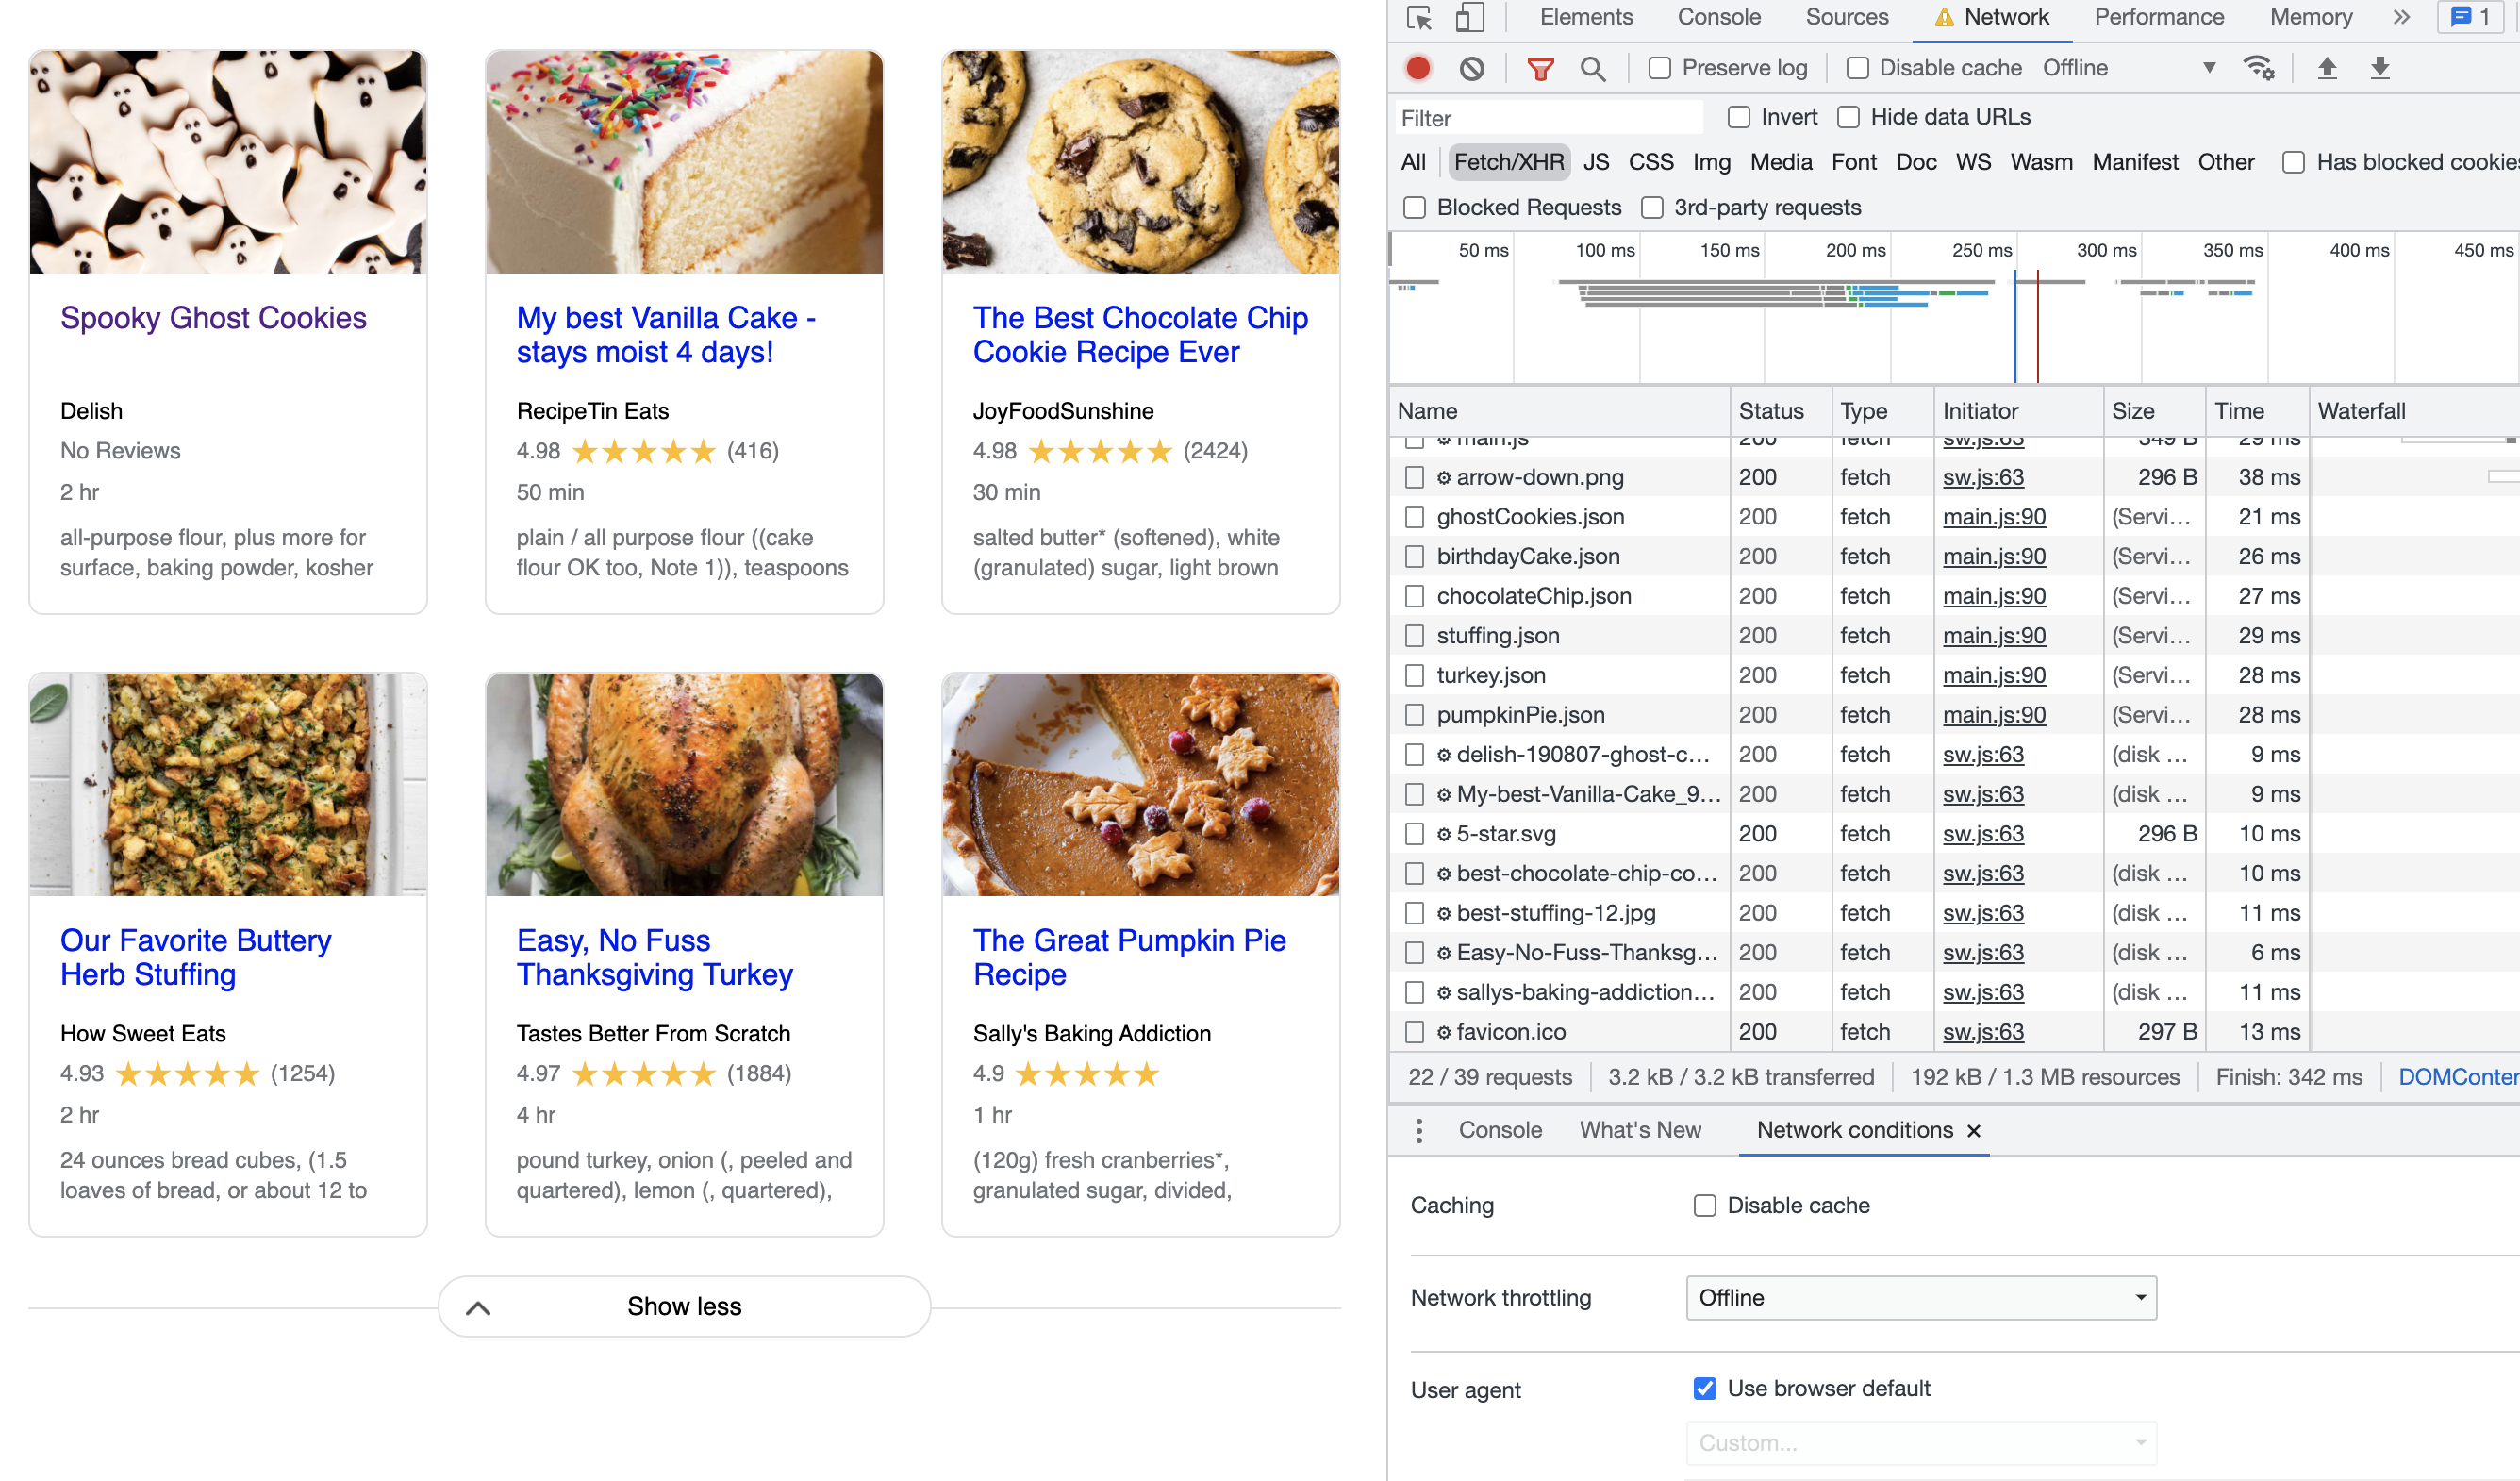 Spooky Ghost Cookies
Delish
No Reviews
2 hr
all-purpose flour, plus more for
surface, baking powder, kosher
My best Vanilla Cake -
stays moist 4 days!
RecipeTin Eats
4.98 (416)
50 min
plain / all purpose flour ((cake
flour OK too, Note 1)), teaspoons
The Best Chocolate Chip
Cookie Recipe Ever
JoyFoodSunshine
4.98 (2424)
30 min
salted butter* (softened), white
(granulated) sugar, light brown
Our Favorite Buttery
Herb Stuffing
How Sweet Eats
4.93 (1254)
2 hr
24 ounces bread cubes, (1.5
loaves of bread, or about 12 to
Easy, No Fuss
Thanksgiving Turkey
Tastes Better From Scratch
4.97 (1884)
4 hr
pound turkey, onion (, peeled and
quartered), lemon (, quartered),
The Great Pumpkin Pie
Recipe
Sally's Baking Addiction
4.9
1 hr
(120g) fresh cranberries*,
granulated sugar, divided,
Show less
Elements Console Sources Network Performance Memory 1
Preserve log Disable cache Offline
Filter Invert Hide data URLs
All Fetch/XHR JS CSS Img Media Font Doc WS Wasm Manifest Other Has blocked cookies
Blocked Requests 3rd-party requests
50 ms 100 ms 150 ms 200 ms 250 ms 300 ms 350 ms 400 ms 450 ms
Name Status Type Initiator Size Time Waterfall
main.js 200 fetch sw.js:63 349 B 29 ms
arrow-down.png 200 fetch sw.js:63 296 B 38 ms
ghostCookies.json 200 fetch main.js:90 (Servi… 21 ms
birthdayCake.json 200 fetch main.js:90 (Servi… 26 ms
chocolateChip.json 200 fetch main.js:90 (Servi… 27 ms
stuffing.json 200 fetch main.js:90 (Servi… 29 ms
turkey.json 200 fetch main.js:90 (Servi… 28 ms
pumpkinPie.json 200 fetch main.js:90 (Servi… 28 ms
delish-190807-ghost-c… 200 fetch sw.js:63 (disk … 9 ms
My-best-Vanilla-Cake_9… 200 fetch sw.js:63 (disk … 9 ms
5-star.svg 200 fetch sw.js:63 296 B 10 ms
best-chocolate-chip-co… 200 fetch sw.js:63 (disk … 10 ms
best-stuffing-12.jpg 200 fetch sw.js:63 (disk … 11 ms
Easy-No-Fuss-Thanksg… 200 fetch sw.js:63 (disk … 6 ms
sallys-baking-addiction… 200 fetch sw.js:63 (disk … 11 ms
favicon.ico 200 fetch sw.js:63 297 B 13 ms
22 / 39 requests 3.2 kB / 3.2 kB transferred 192 kB / 1.3 MB resources Finish: 342 ms DOMConten
Console What's New Network conditions
Caching Disable cache
Network throttling Offline
User agent Use browser default
Custom...